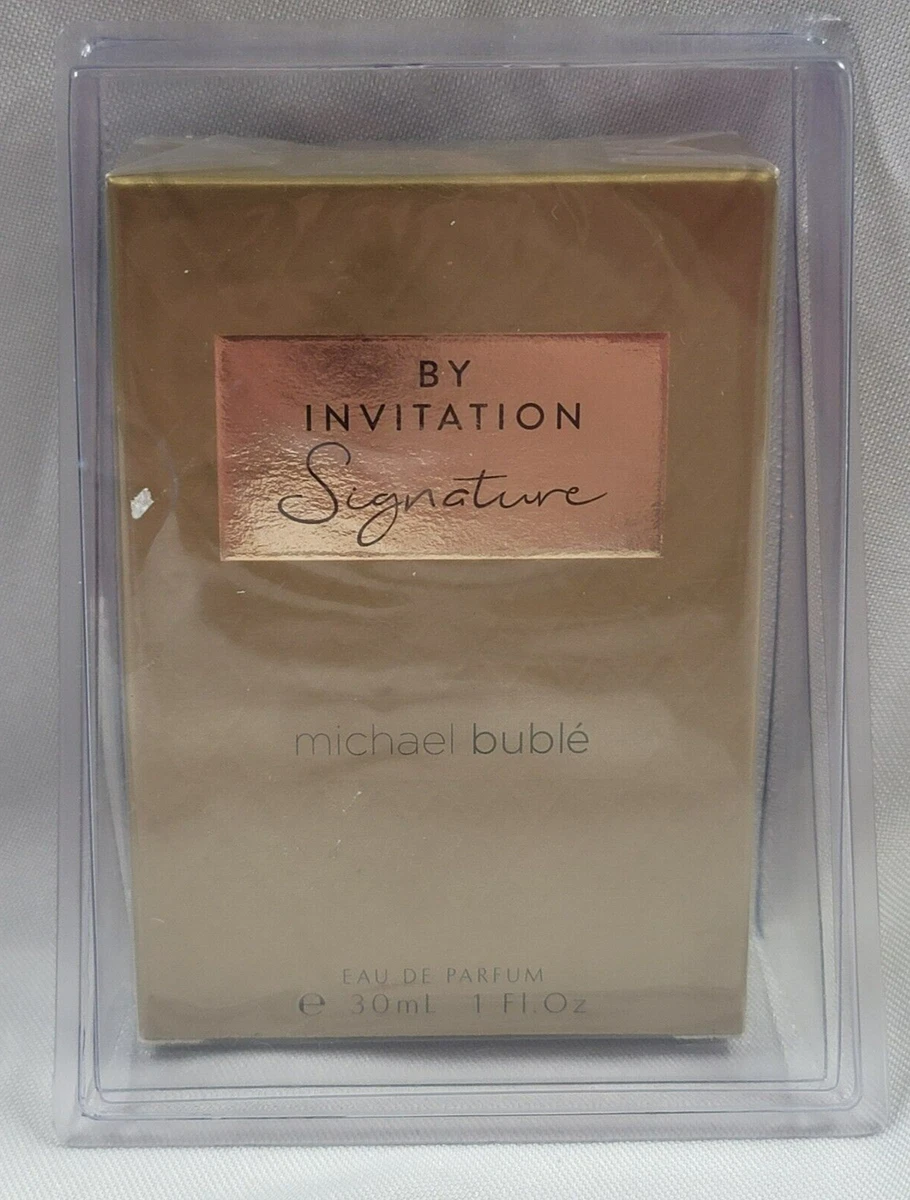 BY
INVITATION
Signature
michael bublé
EAU DE PARFUM
℮ 30mL 1 Fl.Oz